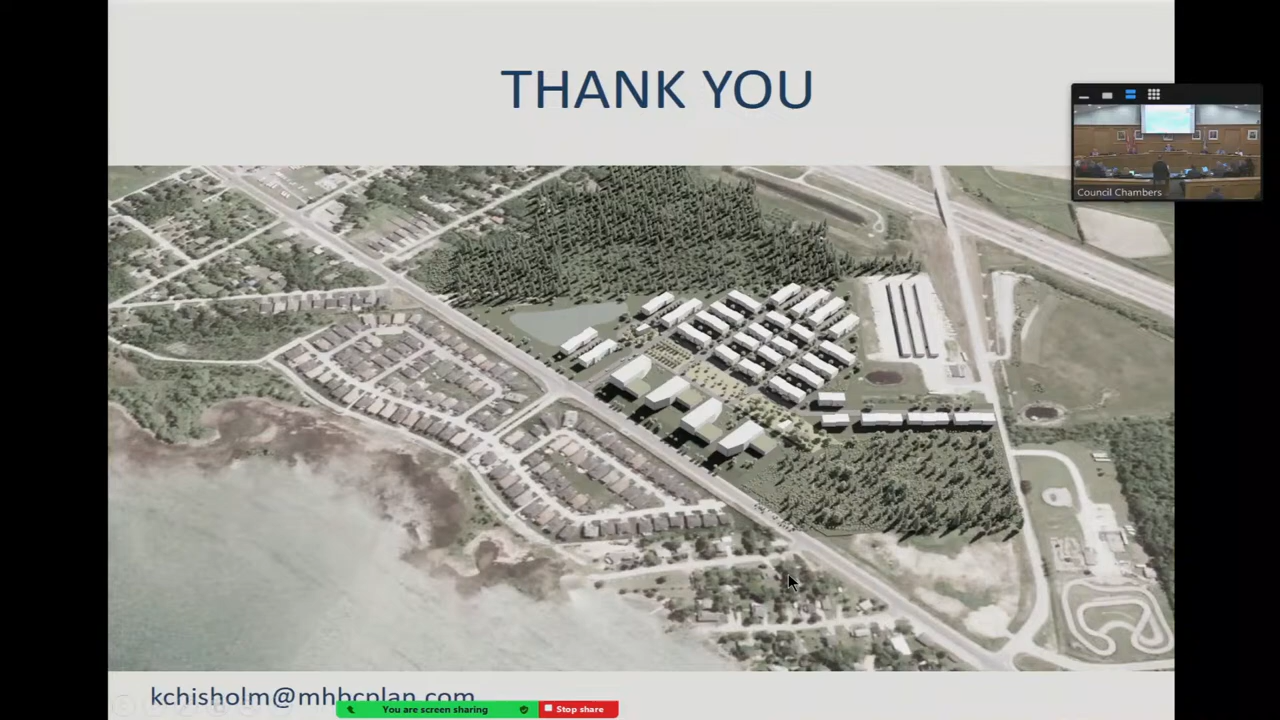 THANK YOU
Council Chambers
kchisholm@mhbcplan.com
You are screen sharing
Stop share